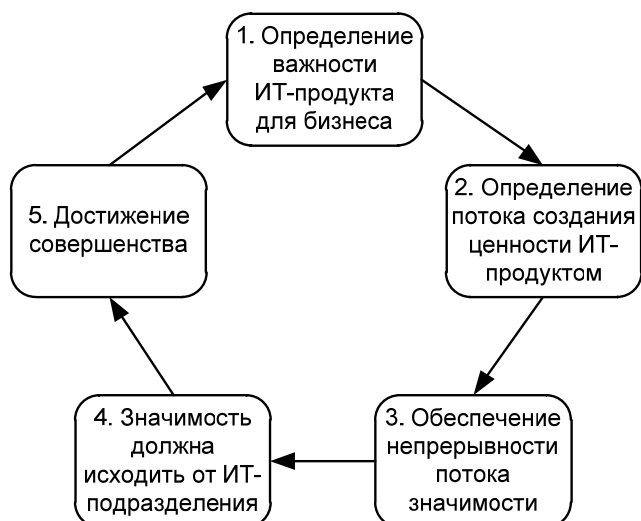 1. Определение
важности
ИТ-продукта
для бизнеса
2. Определение
потока создания
ценности ИТ-
продуктом
3. Обеспечение
непрерывности
потока
значимости
4. Значимость
должна
исходить от ИТ-
подразделения
5. Достижение
совершенства